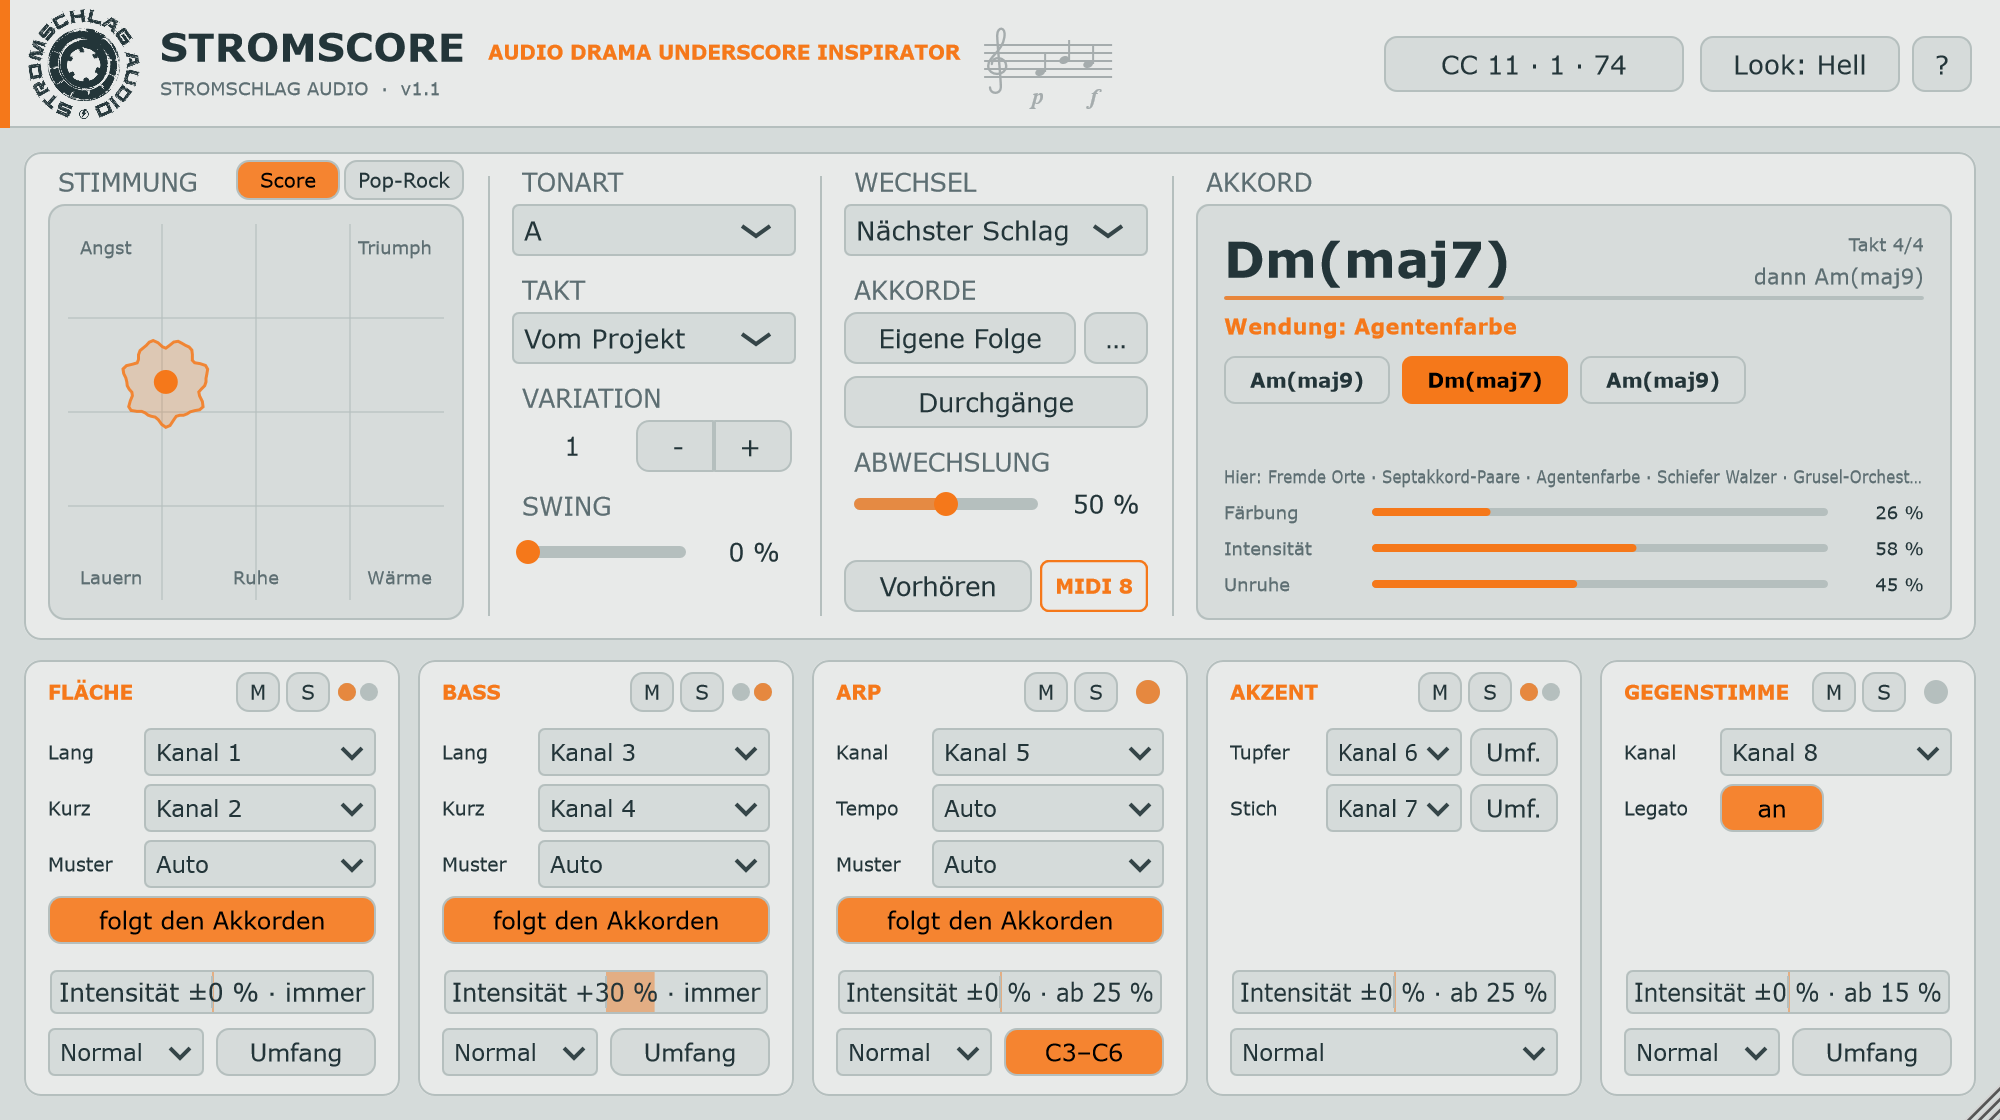 STROMSCHLAG AUDIO · STROMSCHLAG AUDIO
STROMSCORE
AUDIO DRAMA UNDERSCORE INSPIRATOR
STROMSCHLAG AUDIO · v1.1
p f
CC 11 · 1 · 74
Look: Hell
?
STIMMUNG
Score
Pop-Rock
Angst
Triumph
Lauern
Ruhe
Wärme
TONART
A
TAKT
Vom Projekt
VARIATION
1
-
+
SWING
0 %
WECHSEL
Nächster Schlag
AKKORDE
Eigene Folge
...
Durchgänge
ABWECHSLUNG
50 %
Vorhören
MIDI 8
AKKORD
Dm(maj7)
Takt 4/4
dann Am(maj9)
Wendung: Agentenfarbe
Am(maj9)
Dm(maj7)
Am(maj9)
Hier: Fremde Orte · Septakkord-Paare · Agentenfarbe · Schiefer Walzer · Grusel-Orchest...
Färbung 26 %
Intensität 58 %
Unruhe 45 %
FLÄCHE M S
Lang Kanal 1
Kurz Kanal 2
Muster Auto
folgt den Akkorden
Intensität ±0 % · immer
Normal Umfang
BASS M S
Lang Kanal 3
Kurz Kanal 4
Muster Auto
folgt den Akkorden
Intensität +30 % · immer
Normal Umfang
ARP M S
Kanal Kanal 5
Tempo Auto
Muster Auto
folgt den Akkorden
Intensität ±0 % · ab 25 %
Normal C3–C6
AKZENT M S
Tupfer Kanal 6 Umf.
Stich Kanal 7 Umf.
Intensität ±0 % · ab 25 %
Normal
GEGENSTIMME M S
Kanal Kanal 8
Legato an
Intensität ±0 % · ab 15 %
Normal Umfang